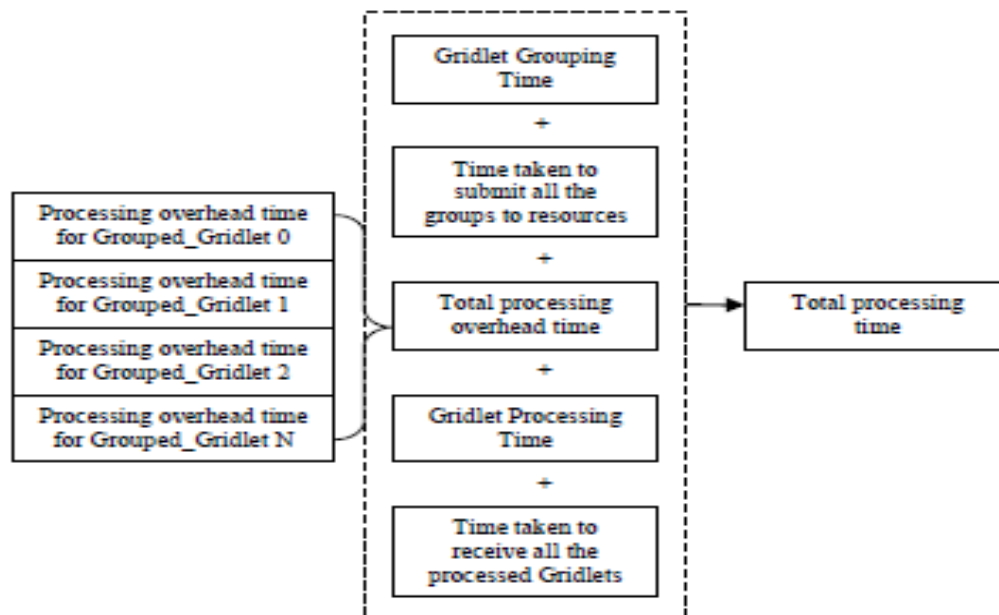 Processing overhead time
for Grouped_Gridlet 0
Processing overhead time
for Grouped_Gridlet 1
Processing overhead time
for Grouped_Gridlet 2
Processing overhead time
for Grouped_Gridlet N
Gridlet Grouping
Time
+
Time taken to
submit all the
groups to resources
+
Total processing
overhead time
+
Gridlet Processing
Time
+
Time taken to
receive all the
processed Gridlets
Total processing
time